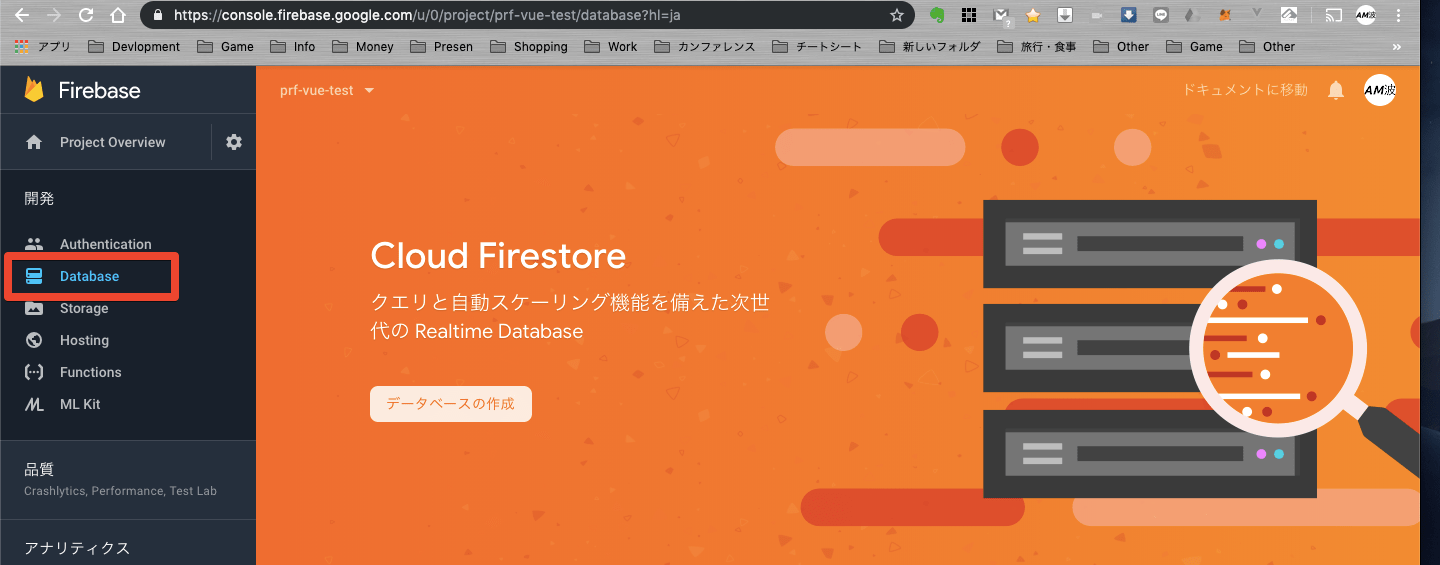 https://console.firebase.google.com/u/0/project/prf-vue-test/database?hl=ja
アプリ Devlopment Game Info Money Presen Shopping Work カンファレンス チートシート 新しいフォルダ 旅行・食事 Other Game Other »
Firebase
prf-vue-test
ドキュメントに移動
AM波
Project Overview
開発
Authentication
Database
Storage
Hosting
Functions
ML Kit
品質
Crashlytics, Performance, Test Lab
アナリティクス
Cloud Firestore
クエリと自動スケーリング機能を備えた次世
代の Realtime Database
データベースの作成